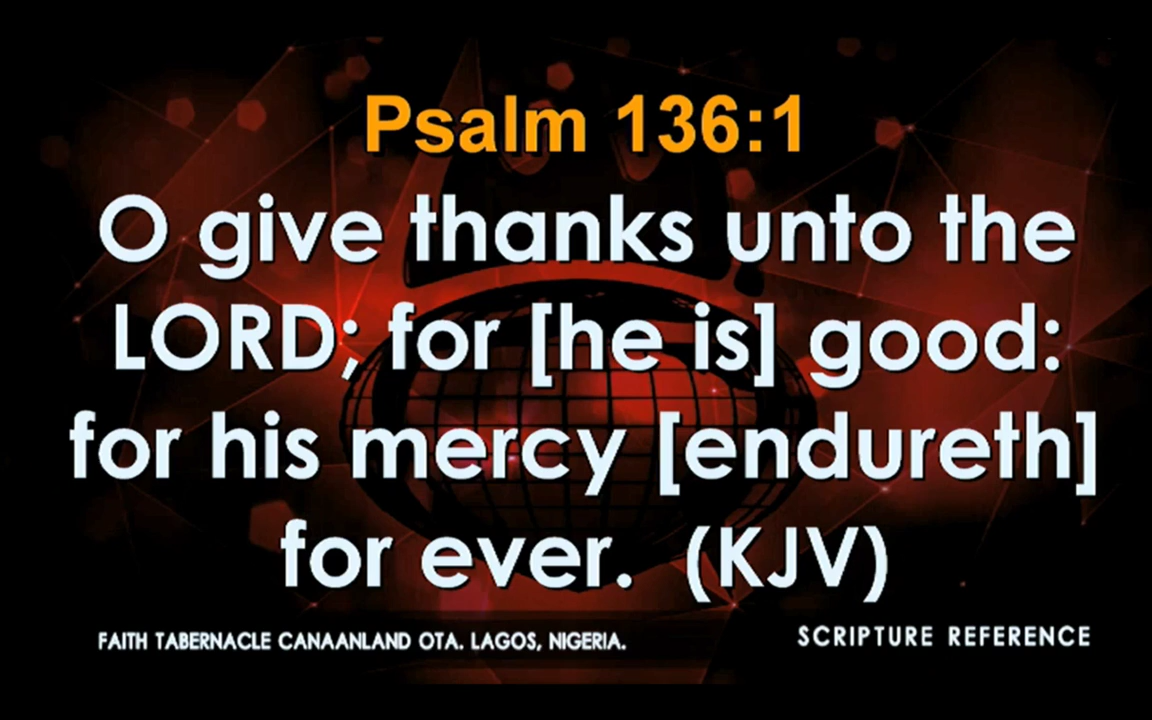 Psalm 136:1
O give thanks unto the
LORD; for [he is] good:
for his mercy [endureth]
for ever. (KJV)
FAITH TABERNACLE CANAANLAND OTA. LAGOS, NIGERIA.
SCRIPTURE REFERENCE